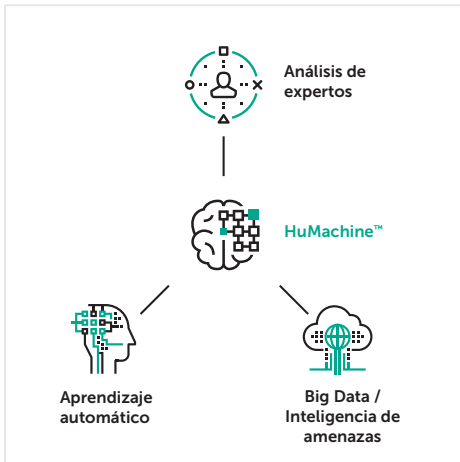 Análisis de
expertos
HuMachine™
Aprendizaje
automático
Big Data /
Inteligencia de
amenazas